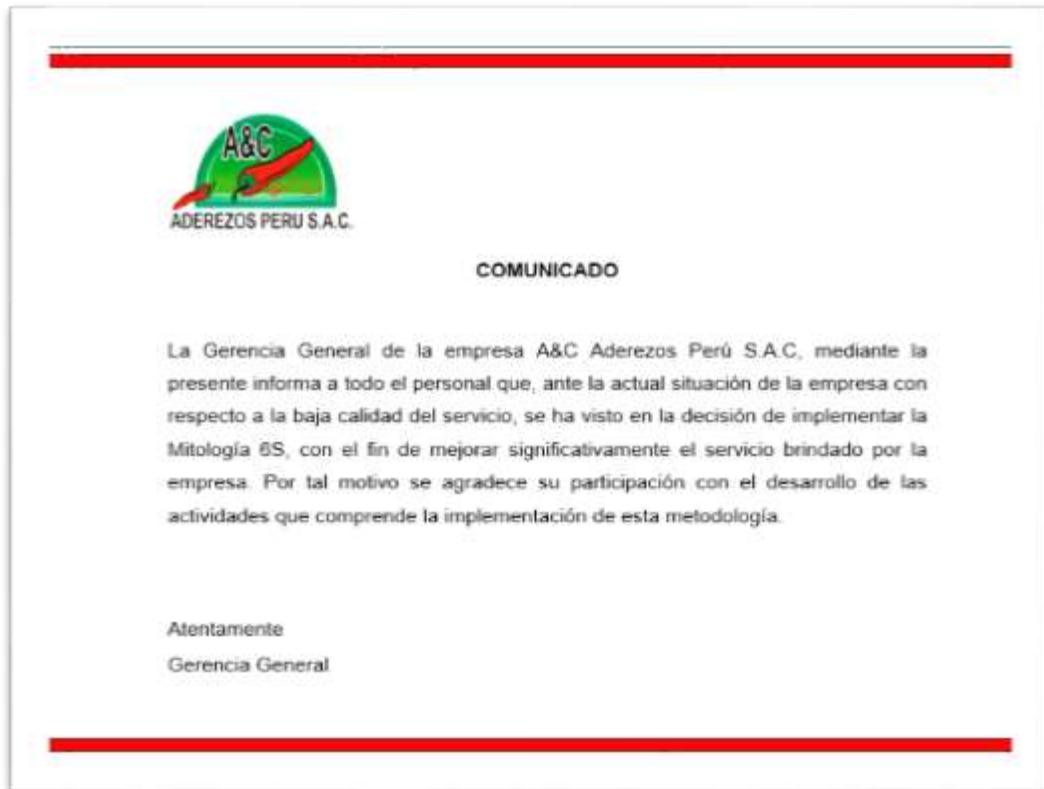 A&C
ADEREZOS PERU S.A.C.
COMUNICADO
La Gerencia General de la empresa A&C Aderezos Perú S.A.C, mediante la
presente informa a todo el personal que, ante la actual situación de la empresa con
respecto a la baja calidad del servicio, se ha visto en la decisión de implementar la
Mitología 6S, con el fin de mejorar significativamente el servicio brindado por la
empresa. Por tal motivo se agradece su participación con el desarrollo de las
actividades que comprende la implementación de esta metodología.
Atentamente
Gerencia General